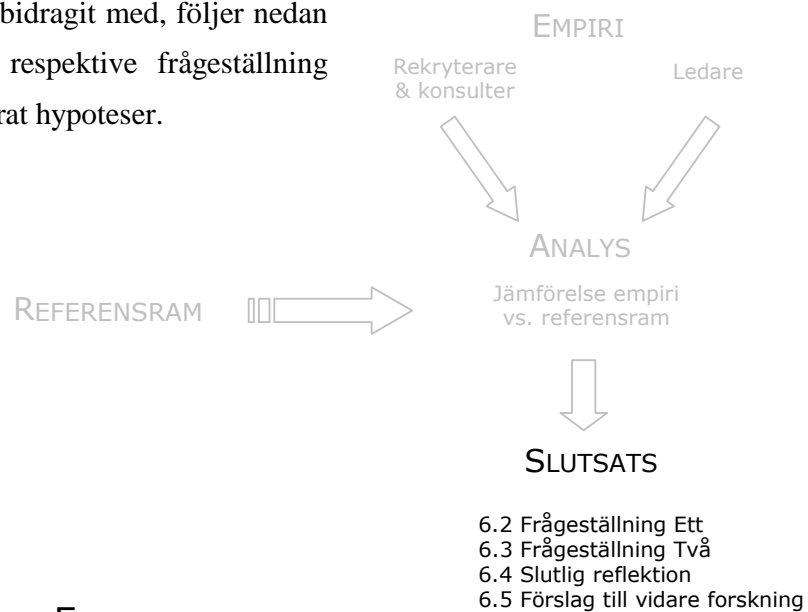 bidragit med, följer nedan
respektive frågeställning
rat hypoteser.
EMPIRI
Rekryterare
& konsulter
Ledare
ANALYS
Jämförelse empiri
vs. referensram
REFERENSRAM
SLUTSATS
6.2 Frågeställning Ett
6.3 Frågeställning Två
6.4 Slutlig reflektion
6.5 Förslag till vidare forskning